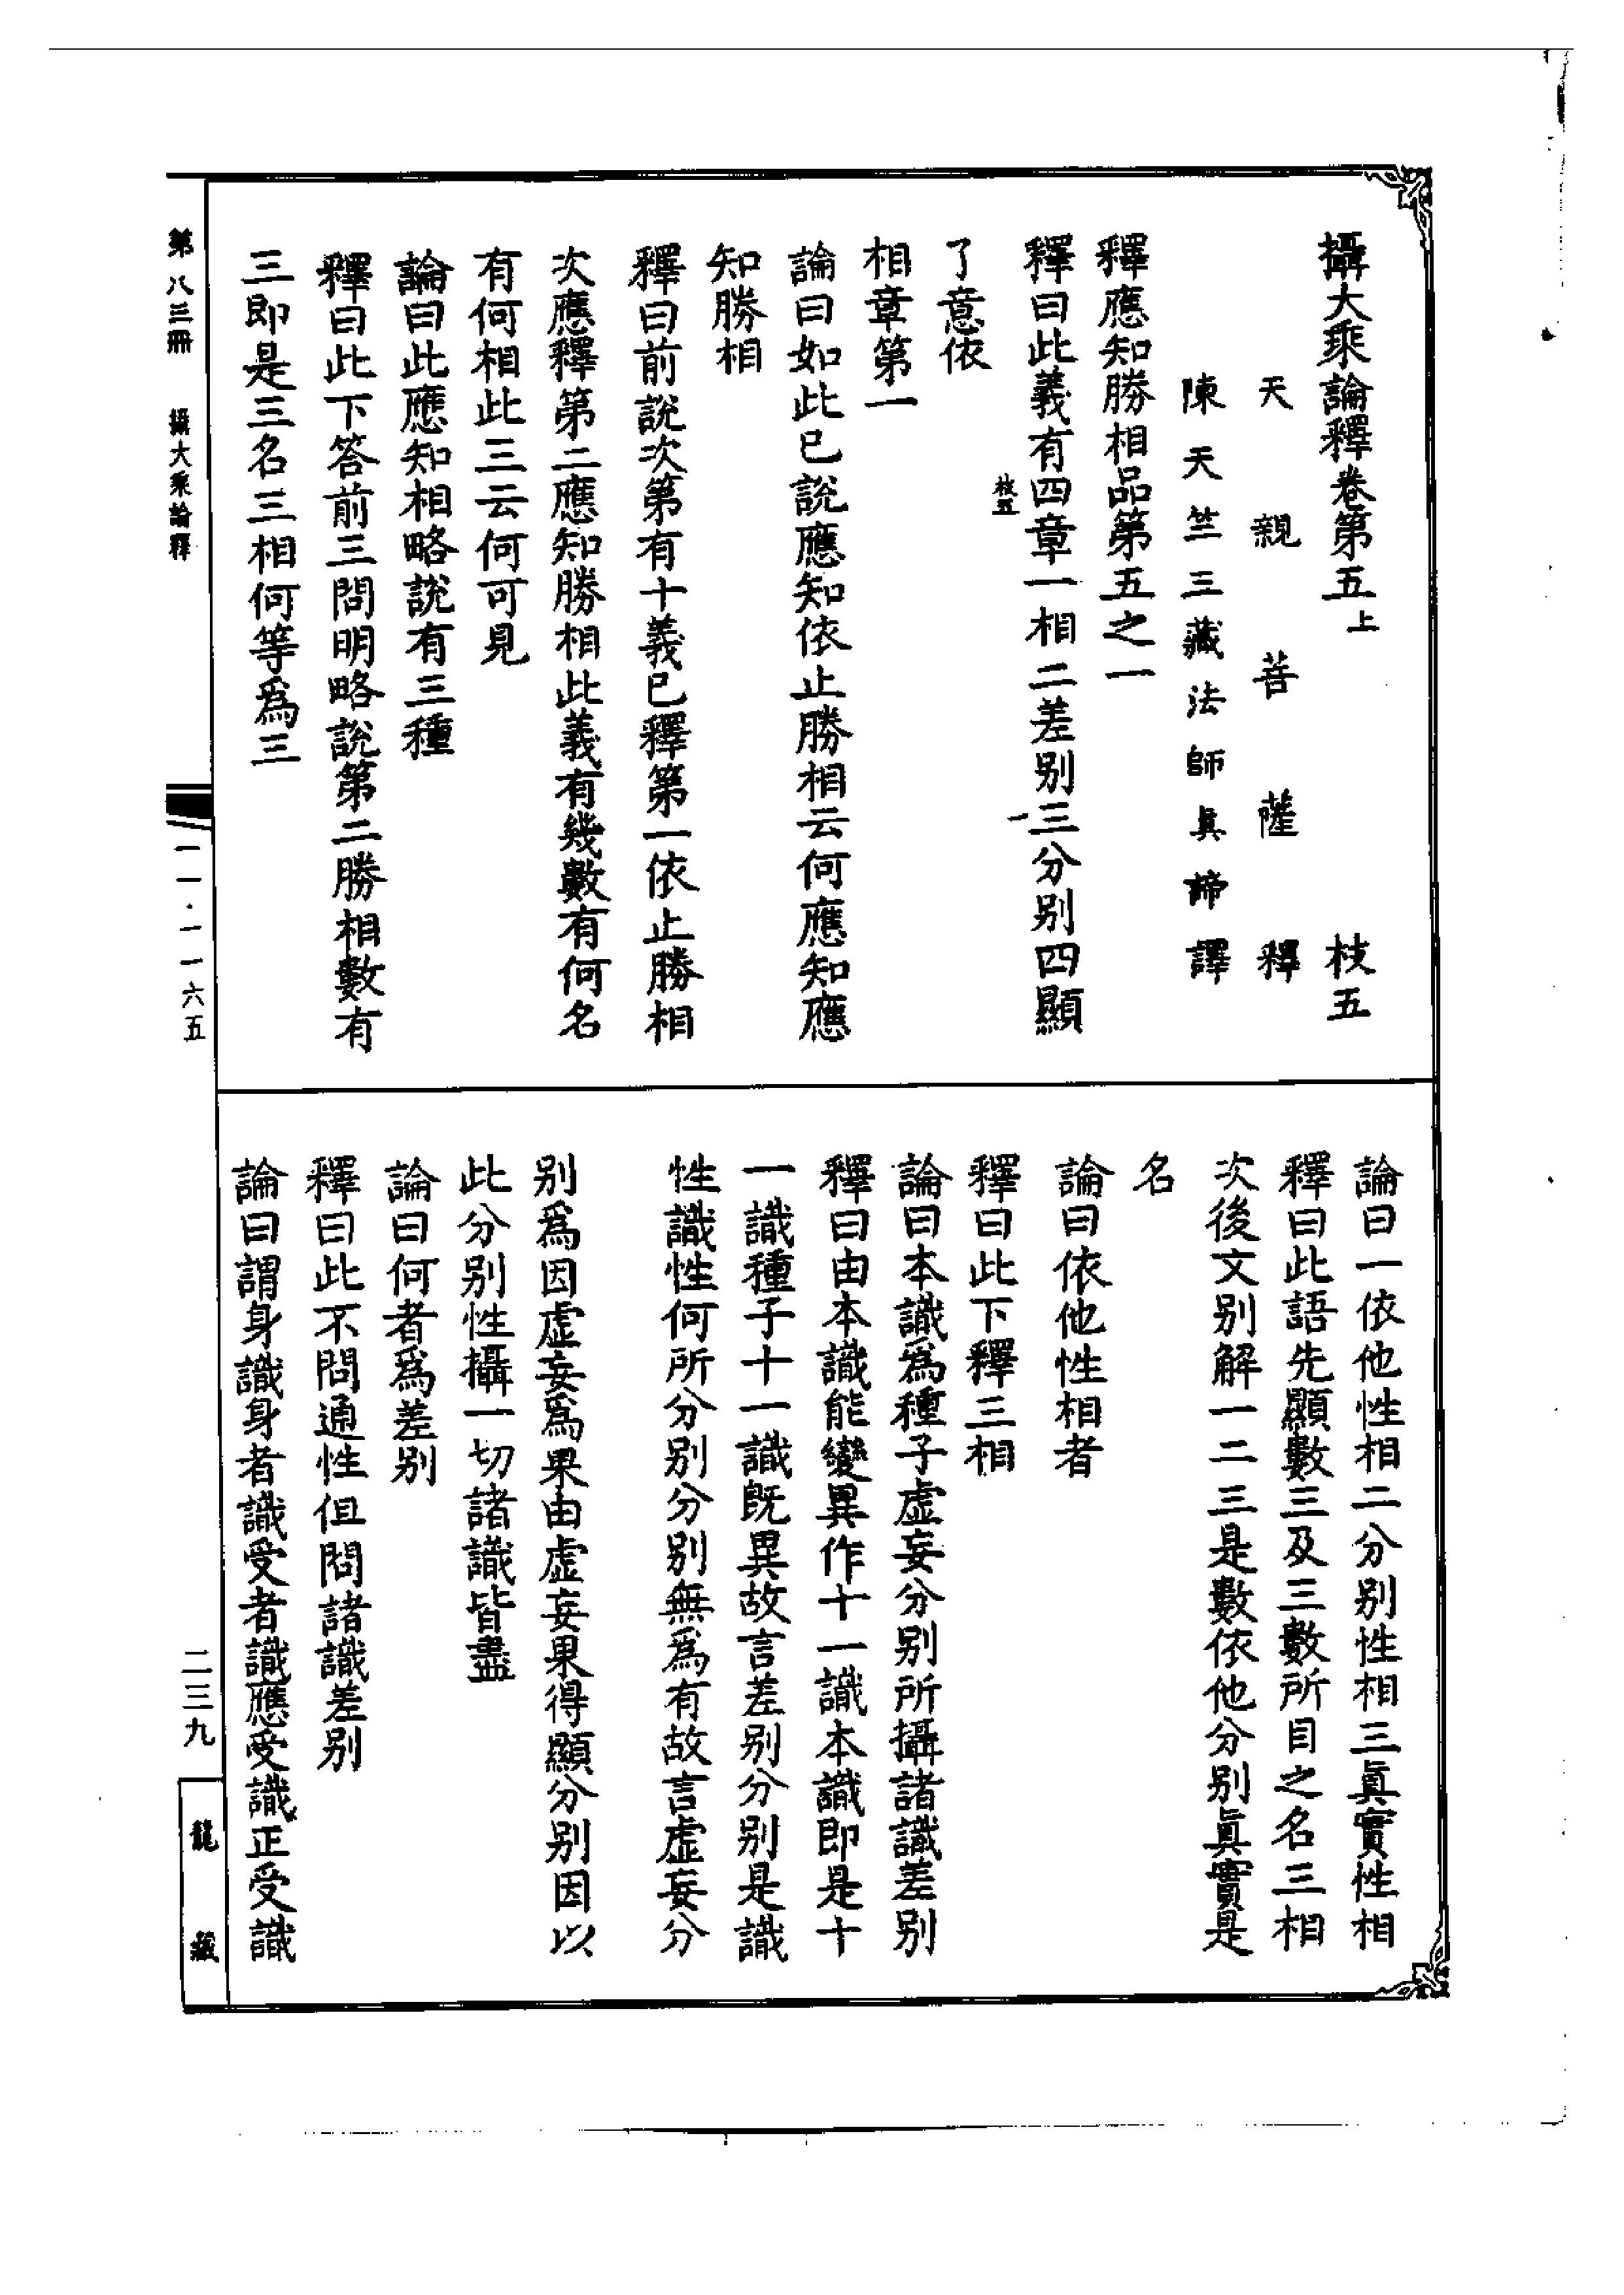 攝大乘論釋卷第五上 枝五
天親菩薩釋
陳天竺三藏法師眞諦譯
釋應知勝相品第五之一
釋曰此義有四章一相二差別三分別四顯
枝五 一
了意依
相章第一
論曰如此已說應知依止勝相云何應知應
知勝相
釋曰前說次第有十義已釋第一依止勝相
次應釋第二應知勝相此義有幾數有何名
有何相此三云何可見
論曰此應知相略說有三種
釋曰此下答前三問明略說第二勝相數有
三即是三名三相何等爲三
論曰一依他性相二分別性相三眞實性相
釋曰此語先顯數三及三數所目之名三相
次後文別解一二三是數依他分別眞實是
名
論曰依他性相者
釋曰此下釋三相
論曰本識爲種子虛妄分別所攝諸識差別
釋曰由本識能變異作十一識本識即是十
一識種子十一識既異故言差別分別是識
性識性何所分別分別無爲有故言虛妄分
別爲因虛妄爲果由虛妄果得顯分別因以
此分別性攝一切諸識皆盡
論曰何者爲差別
釋曰此不問通性但問諸識差別
論曰謂身識身者識受者識應受識正受識
第八三冊 攝大乘論釋
一一·一一六五
二三九
龍藏